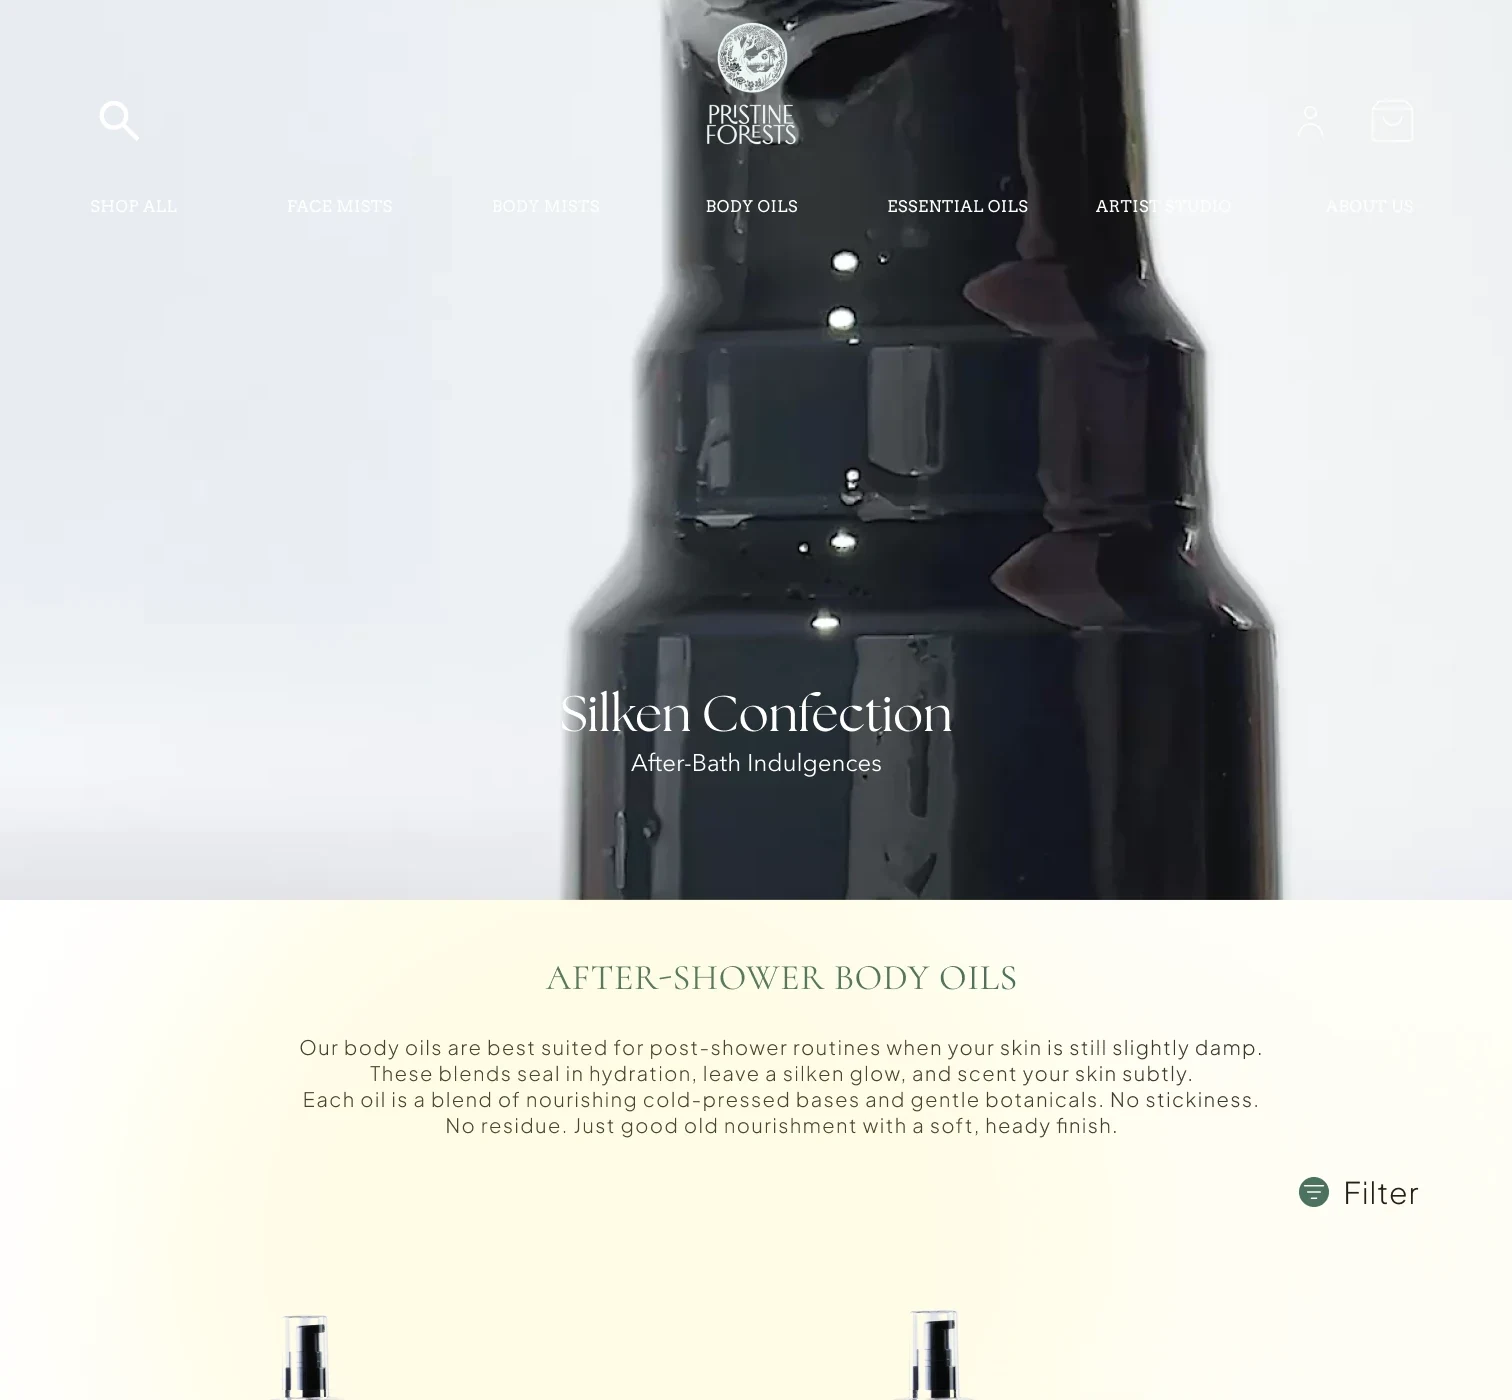 PRISTINE
FORESTS
SHOP ALL
FACE MISTS
BODY MISTS
BODY OILS
ESSENTIAL OILS
ARTIST STUDIO
ABOUT US
Silken Confection
After-Bath Indulgences
AFTER-SHOWER BODY OILS
Our body oils are best suited for post-shower routines when your skin is still slightly damp.
These blends seal in hydration, leave a silken glow, and scent your skin subtly.
Each oil is a blend of nourishing cold-pressed bases and gentle botanicals. No stickiness.
No residue. Just good old nourishment with a soft, heady finish.
Filter